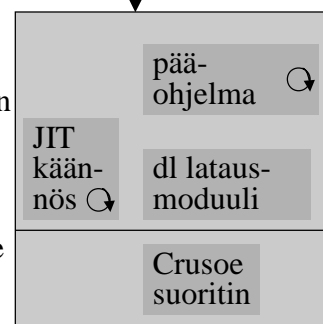 pää-
ohjelma
n
JIT
kään-
nös
dl lataus-
moduuli
e
Crusoe
suoritin